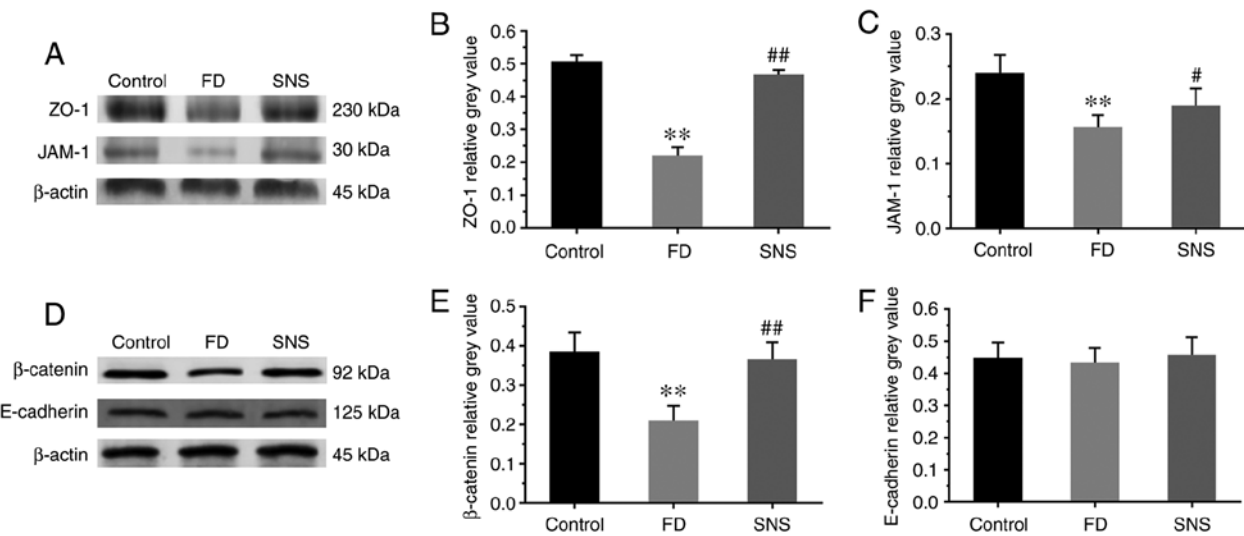 A
Control FD SNS
ZO-1 230 kDa
JAM-1 30 kDa
β-actin 45 kDa
B
ZO-1 relative grey value
0.6
0.5
0.4
0.3
0.2
0.1
0.0
**
##
Control FD SNS
C
JAM-1 relative grey value
0.3
0.2
0.1
0.0
**
#
Control FD SNS
D
Control FD SNS
β-catenin 92 kDa
E-cadherin 125 kDa
β-actin 45 kDa
E
β-catenin relative grey value
0.5
0.4
0.3
0.2
0.1
0.0
**
##
Control FD SNS
F
E-cadherin relative grey value
0.6
0.5
0.4
0.3
0.2
0.1
0.0
Control FD SNS